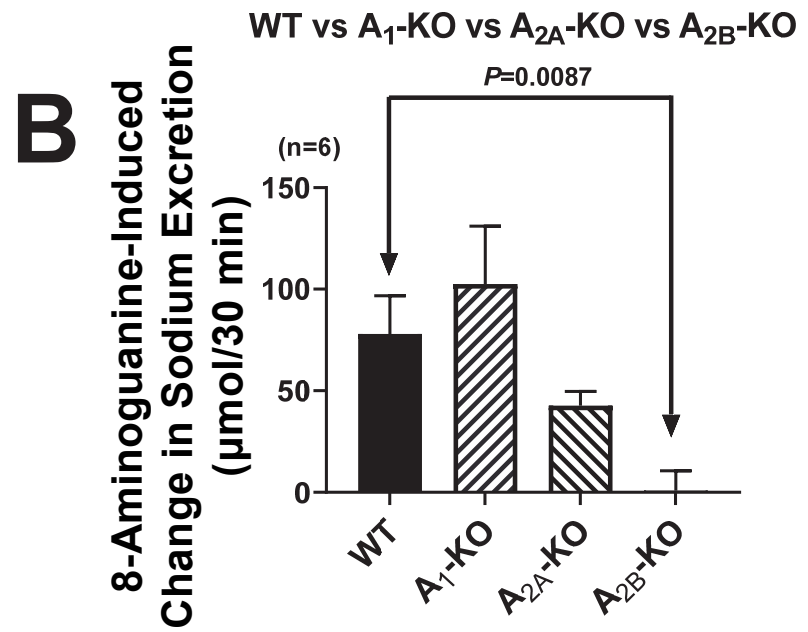 WT vs A₁-KO vs A₂A-KO vs A₂B-KO
P=0.0087
B
(n=6)
8-Aminoguanine-Induced
Change in Sodium Excretion
(µmol/30 min)
150
100
50
0
WT
A₁-KO
A₂A-KO
A₂B-KO